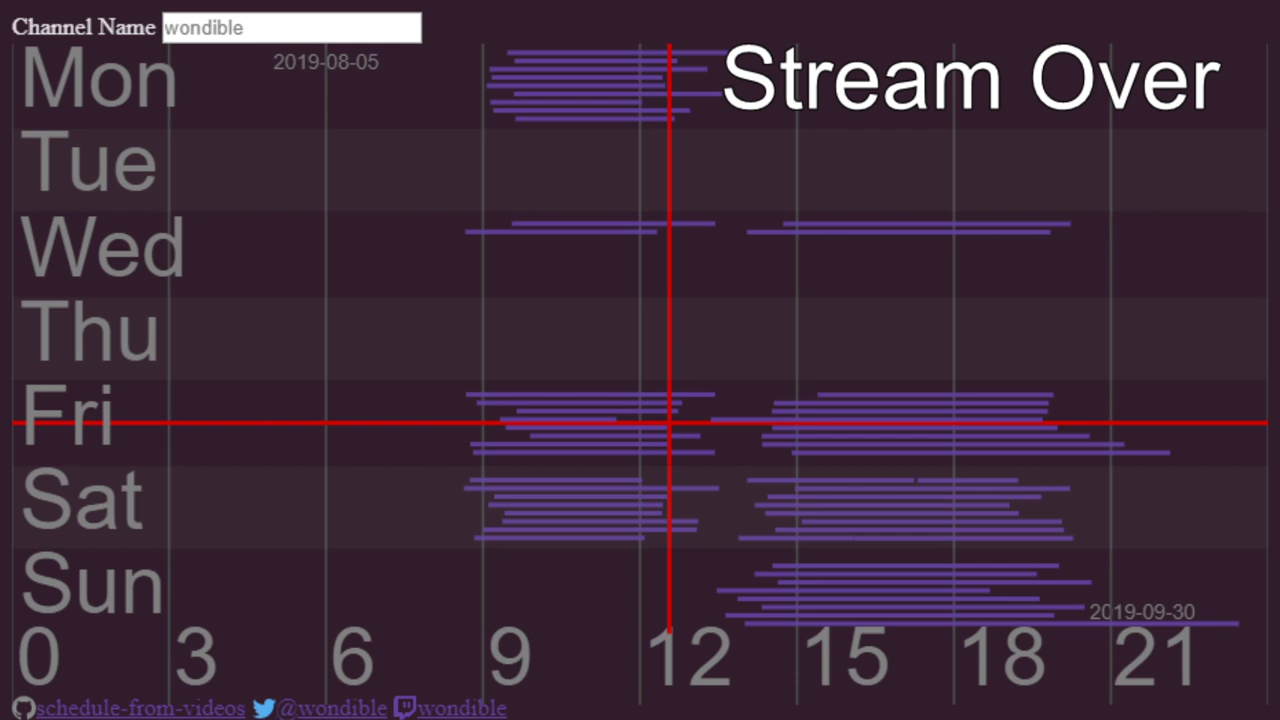 Channel Name wondible
Mon 2019-08-05 Stream Over
Tue
Wed
Thu
Fri
Sat
Sun 2019-09-30
0 3 6 9 12 15 18 21
schedule-from-videos @wondible wondible